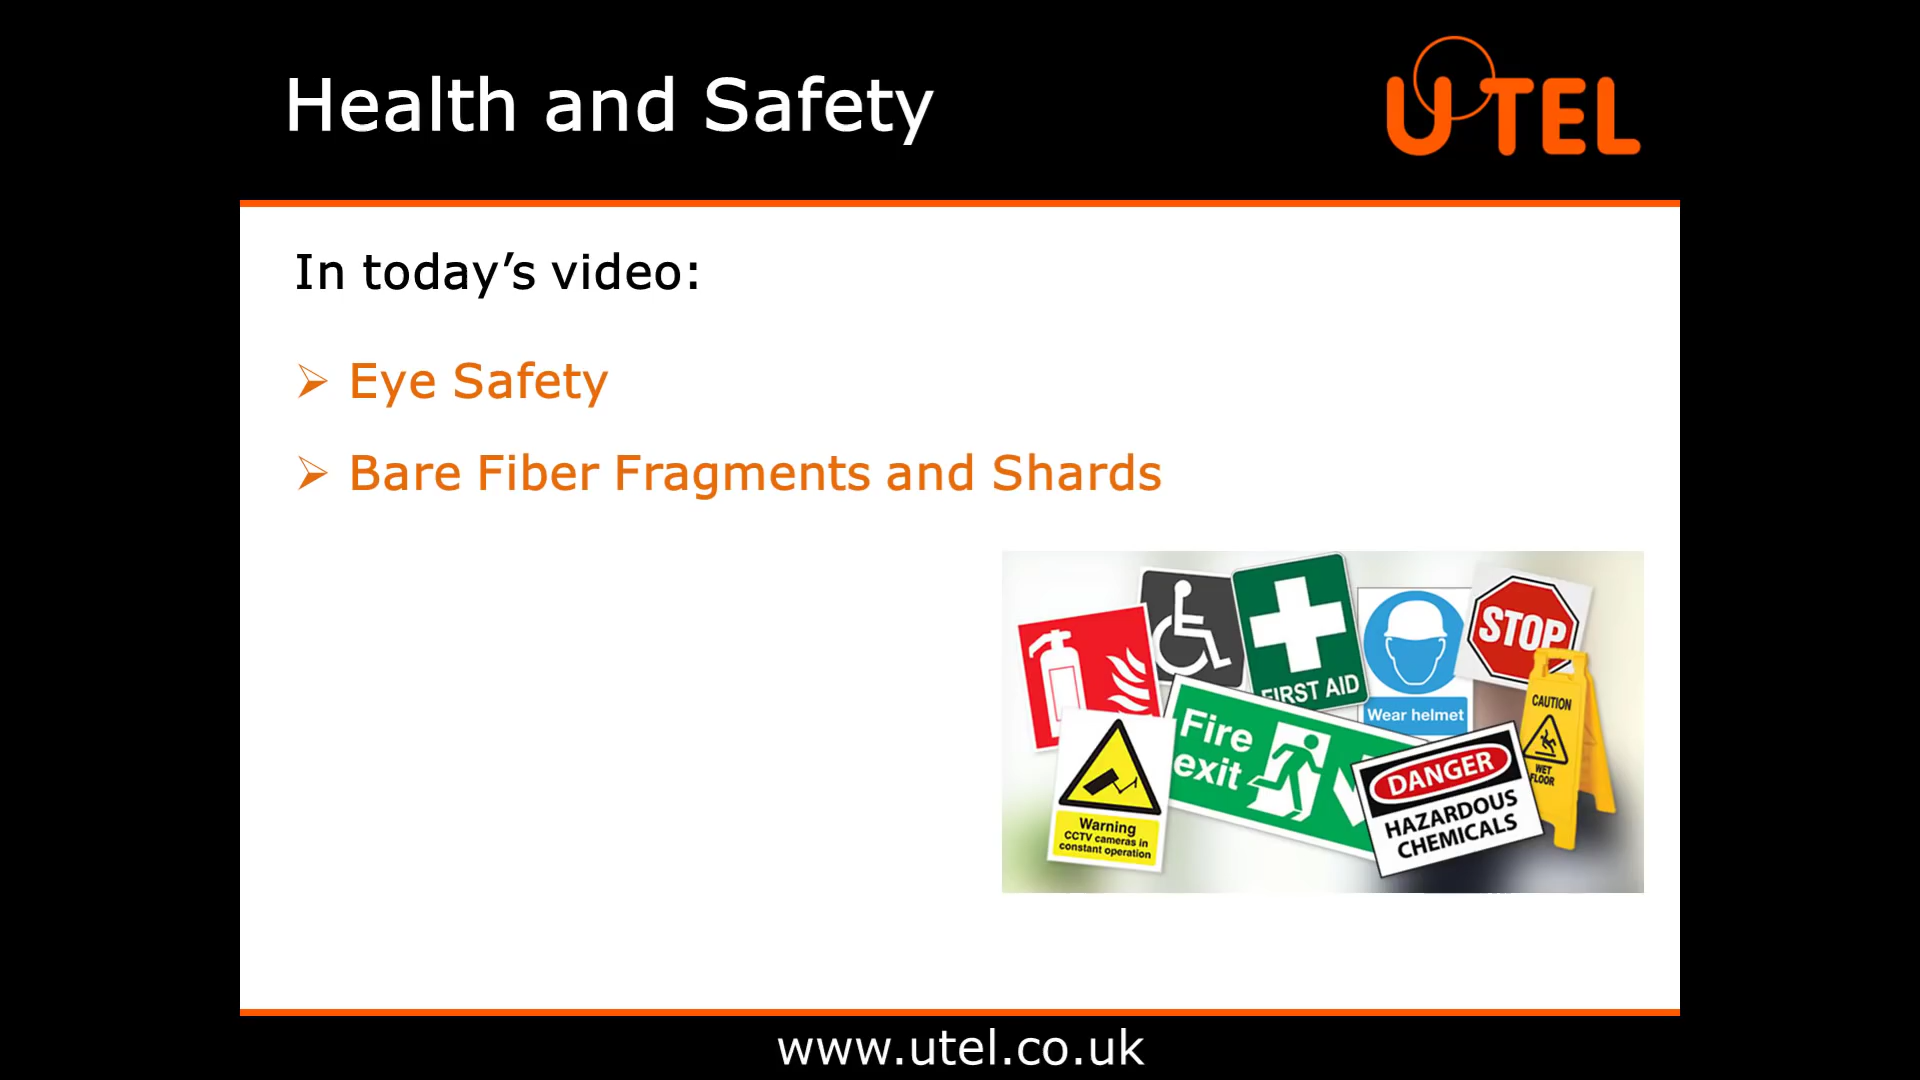 Health and Safety
UTEL
In today’s video:
Eye Safety
Bare Fiber Fragments and Shards
FIRST AID
Wear helmet
STOP
CAUTION
WET
FLOOR
Fire
exit
DANGER
HAZARDOUS
CHEMICALS
Warning
CCTV cameras in
constant operation
www.utel.co.uk